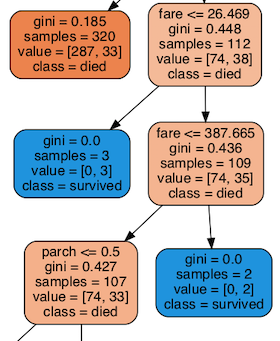 gini = 0.185
samples = 320
value = [287, 33]
class = died
fare <= 26.469
gini = 0.448
samples = 112
value = [74, 38]
class = died
gini = 0.0
samples = 3
value = [0, 3]
class = survived
fare <= 387.665
gini = 0.436
samples = 109
value = [74, 35]
class = died
parch <= 0.5
gini = 0.427
samples = 107
value = [74, 33]
class = died
gini = 0.0
samples = 2
value = [0, 2]
class = survived